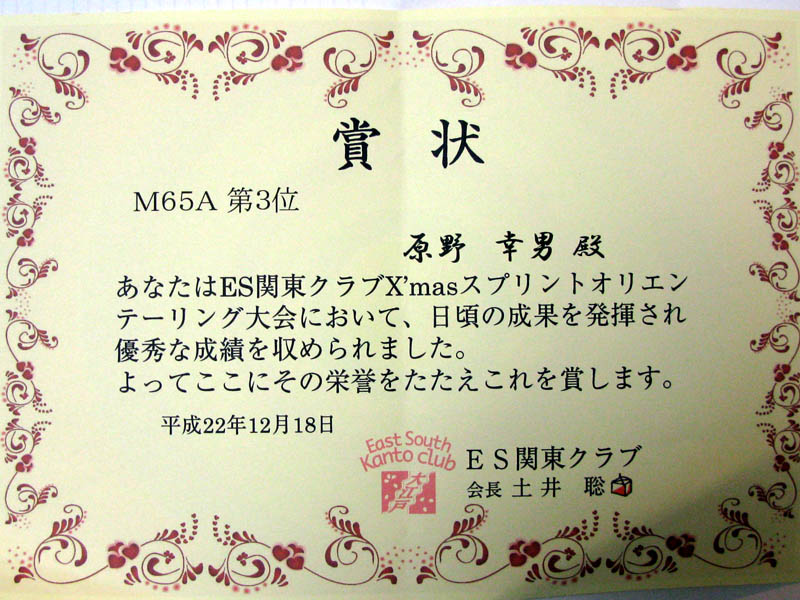 賞状
M65A 第3位
原野 幸男 殿
あなたはES関東クラブX'masスプリントオリエン
テーリング大会において、日頃の成果を発揮され
優秀な成績を収められました。
よってここにその栄誉をたたえこれを賞します。
平成22年12月18日
East South
Kanto club
大江戸
ES関東クラブ
会長 土井 聡